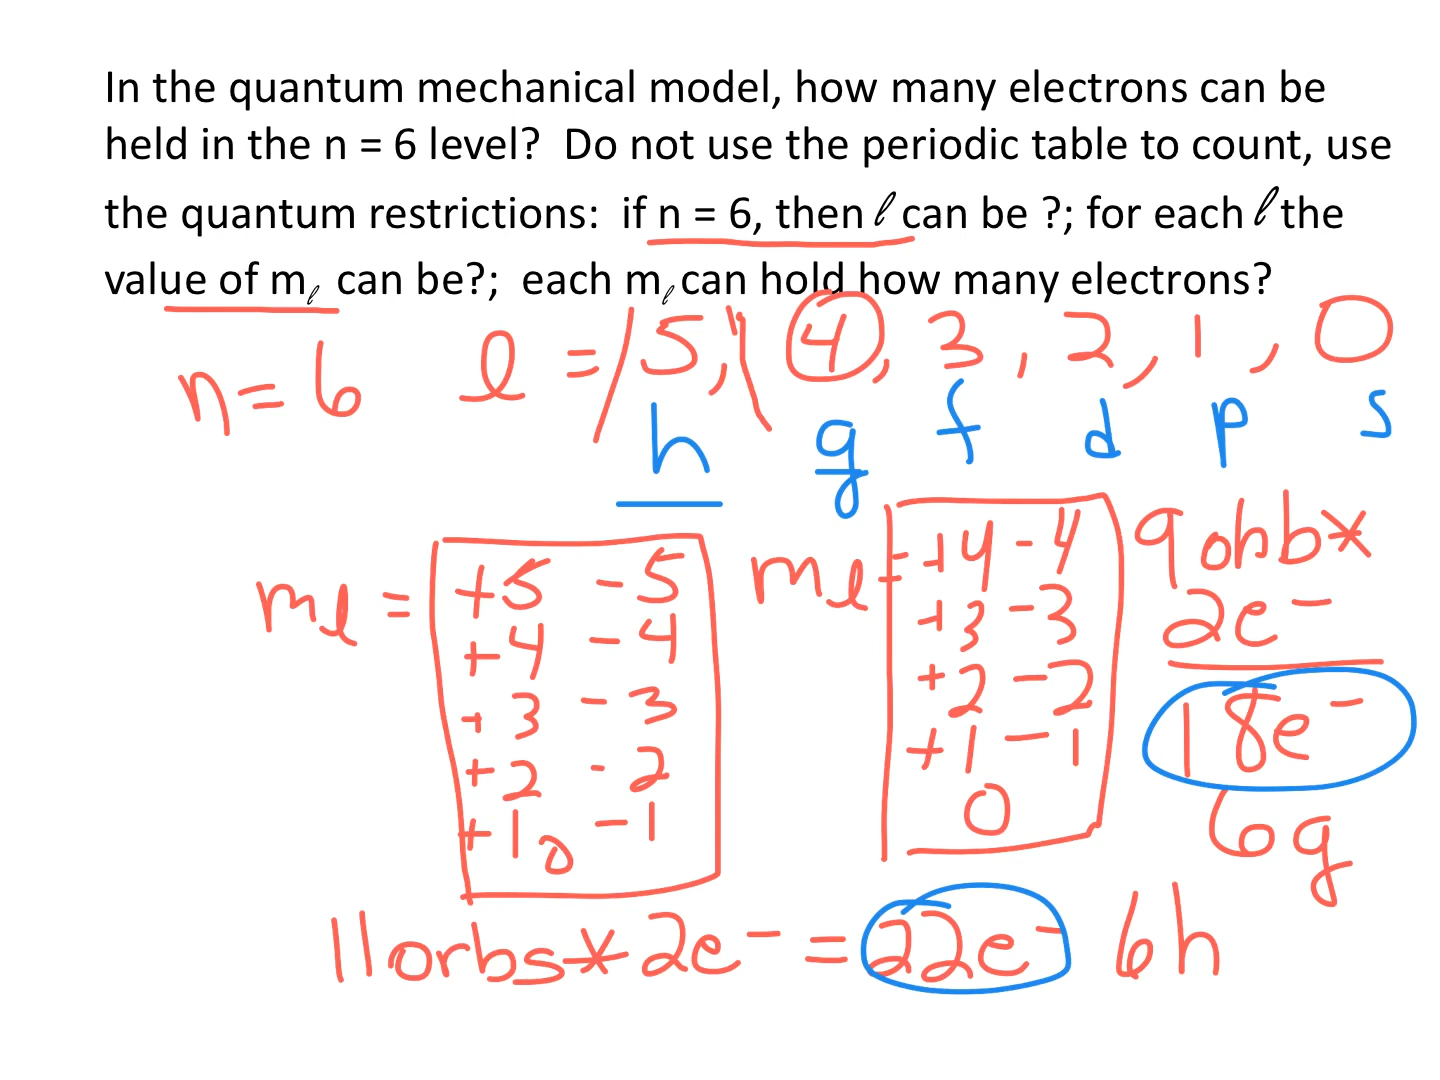 In the quantum mechanical model, how many electrons can be
held in the n = 6 level? Do not use the periodic table to count, use
the quantum restrictions: if n = 6, then ℓ can be ?; for each ℓ the
value of mℓ can be?; each mℓ can hold how many electrons?
n = 6 l = 5, 4, 3, 2, 1, 0
h g f d p s
ml = +5 -5
+4 -4
+3 -3
+2 -2
+1 -1
0
ml = +4 -4
+3 -3
+2 -2
+1 -1
0
9 orb*
2e-
18e-
6g
11 orbs * 2e- = 22e- 6h